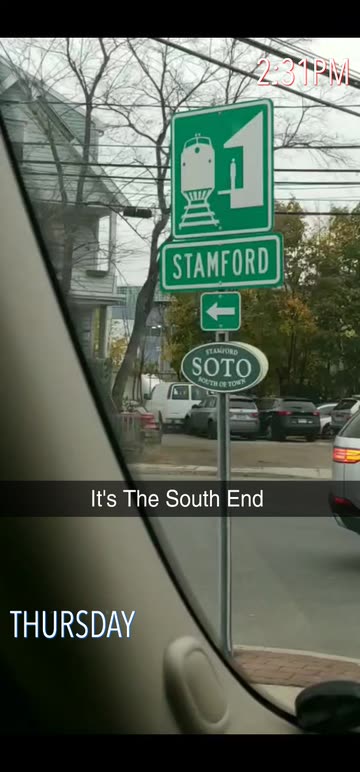 2:31PM
STAMFORD
STAMFORD
SOTO
SOUTH OF TOWN
It's The South End
THURSDAY